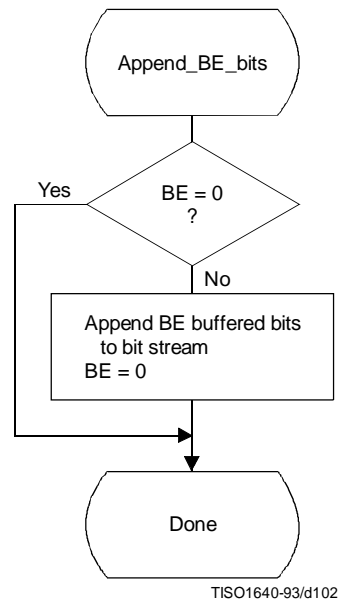 Append_BE_bits
Yes
BE = 0
?
No
Append BE buffered bits
to bit stream
BE = 0
Done
TISO1640-93/d102